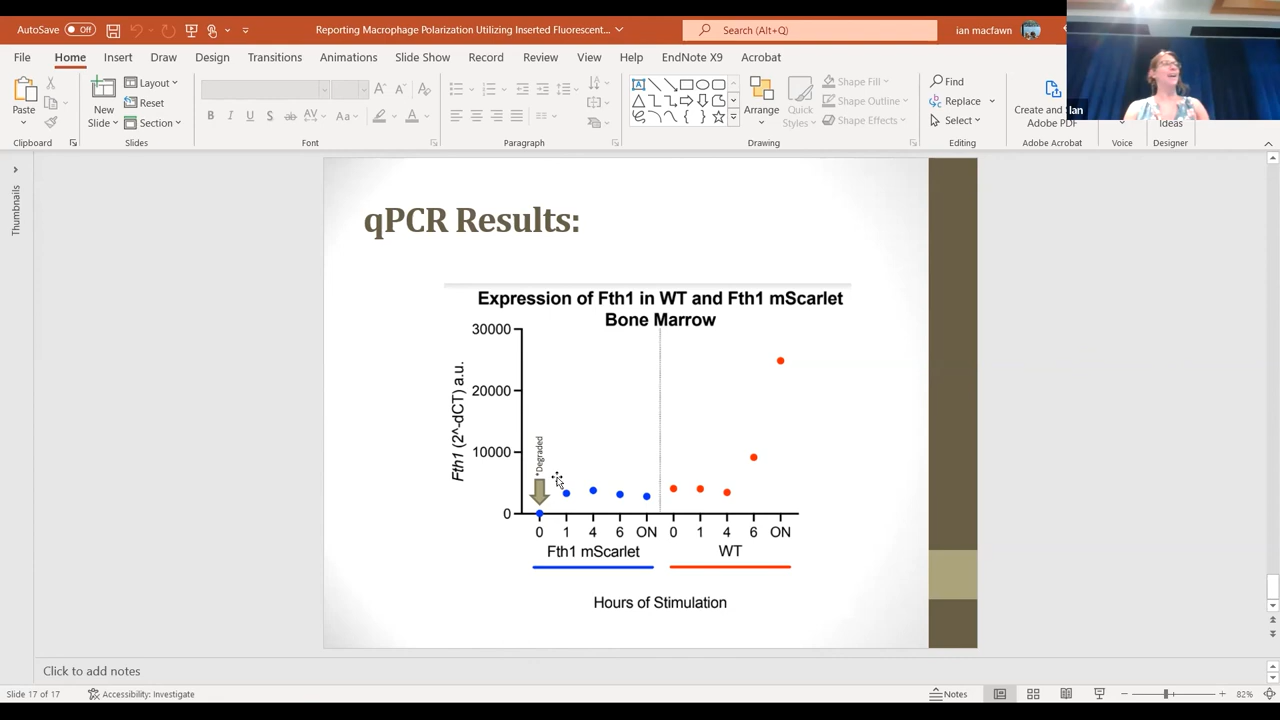 AutoSave Off
Reporting Macrophage Polarization Utilizing Inserted Fluorescent...
Search (Alt+Q)
ian macfawn
File Home Insert Draw Design Transitions Animations Slide Show Record Review View Help EndNote X9 Acrobat
Paste
New
Slide
Layout
Reset
Section
Shape Fill
Shape Outline
Shape Effects
Arrange
Quick
Styles
Find
Replace
Select
Create and
Adobe PDF
Ian
Ideas
Clipboard Slides Font Paragraph Drawing Editing Adobe Acrobat Voice Designer
Thumbnails
qPCR Results:
Expression of Fth1 in WT and Fth1 mScarlet
Bone Marrow
Fth1 (2^-dCT) a.u.
30000
20000
10000
0
*Degraded
0 1 4 6 ON 0 1 4 6 ON
Fth1 mScarlet WT
Hours of Stimulation
Click to add notes
Slide 17 of 17 Accessibility: Investigate Notes 82%